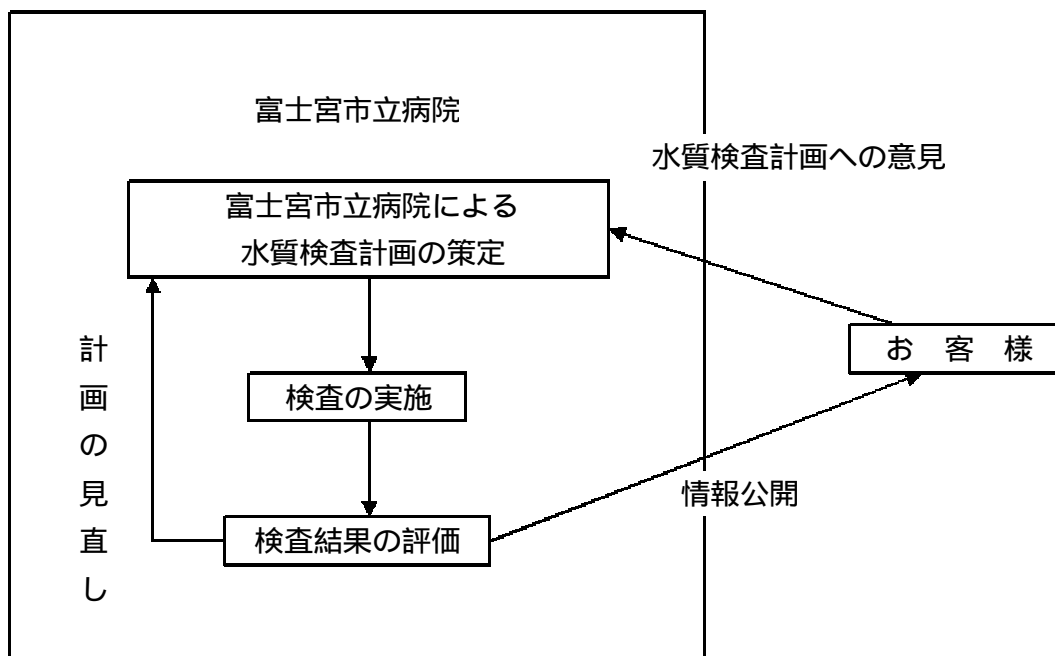 富士宮市立病院
水質検査計画への意見
富士宮市立病院による
水質検査計画の策定
お 客 様
計画の見直し
検査の実施
情報公開
検査結果の評価